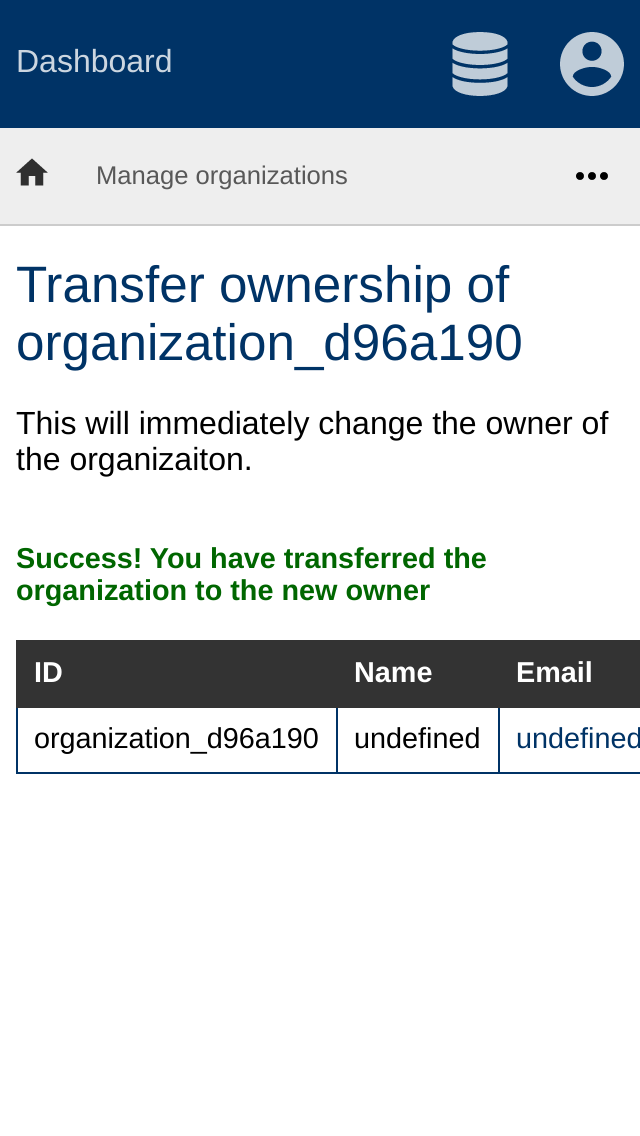 Dashboard
Manage organizations
Transfer ownership of
organization_d96a190
This will immediately change the owner of
the organizaiton.
Success! You have transferred the
organization to the new owner
ID Name Email
organization_d96a190 undefined undefined